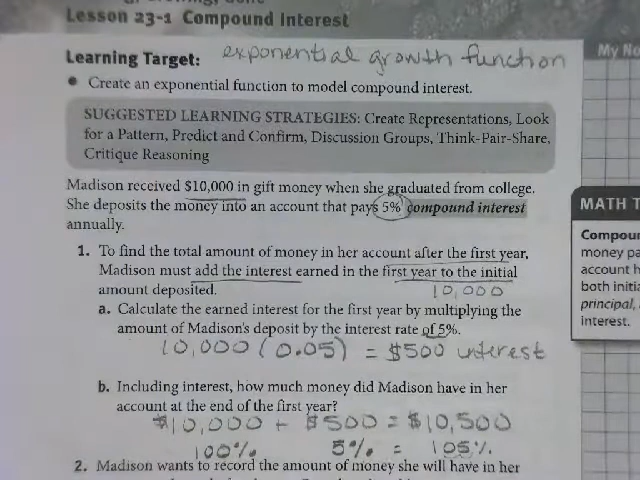 Lesson 23-1 Compound Interest
My No
Learning Target: exponential growth function
• Create an exponential function to model compound interest.
SUGGESTED LEARNING STRATEGIES: Create Representations, Look
for a Pattern, Predict and Confirm, Discussion Groups, Think-Pair-Share,
Critique Reasoning
Madison received $10,000 in gift money when she graduated from college.
She deposits the money into an account that pays 5% compound interest
annually.
MATH T
Compou
money pa
account h
both initia
principal,
interest.
1. To find the total amount of money in her account after the first year,
Madison must add the interest earned in the first year to the initial
amount deposited. 10,000
a. Calculate the earned interest for the first year by multiplying the
amount of Madison's deposit by the interest rate of 5%.
10,000 (0.05) = $500 interest
b. Including interest, how much money did Madison have in her
account at the end of the first year?
$10,000 + $500 = $10,500
100% 5% = 105%
2. Madison wants to record the amount of money she will have in her